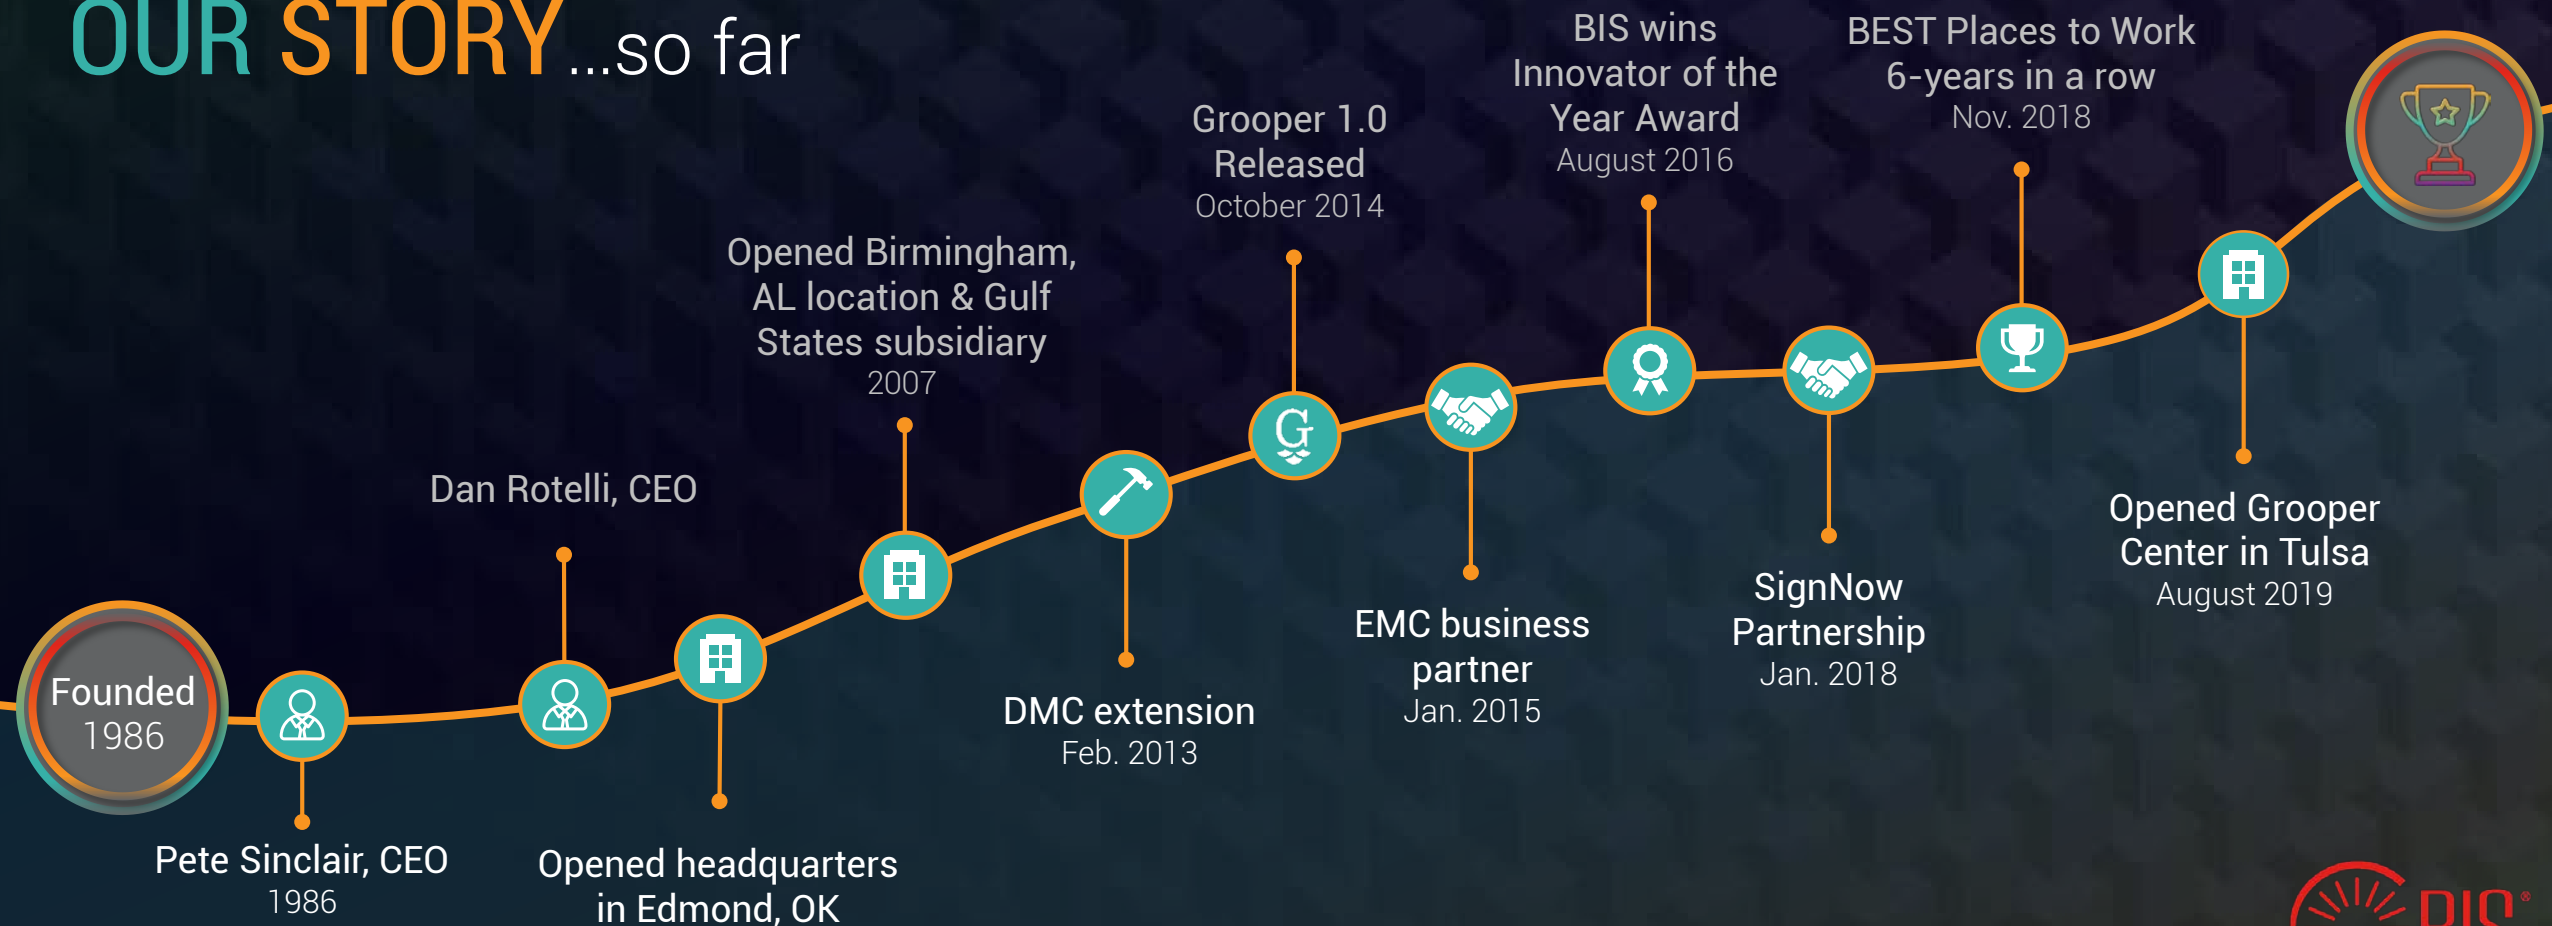 OUR STORY ...so far
Founded
1986
Pete Sinclair, CEO
1986
Dan Rotelli, CEO
Opened headquarters
in Edmond, OK
Opened Birmingham,
AL location & Gulf
States subsidiary
2007
DMC extension
Feb. 2013
Grooper 1.0
Released
October 2014
G
EMC business
partner
Jan. 2015
BIS wins
Innovator of the
Year Award
August 2016
SignNow
Partnership
Jan. 2018
BEST Places to Work
6-years in a row
Nov. 2018
Opened Grooper
Center in Tulsa
August 2019
BIS®